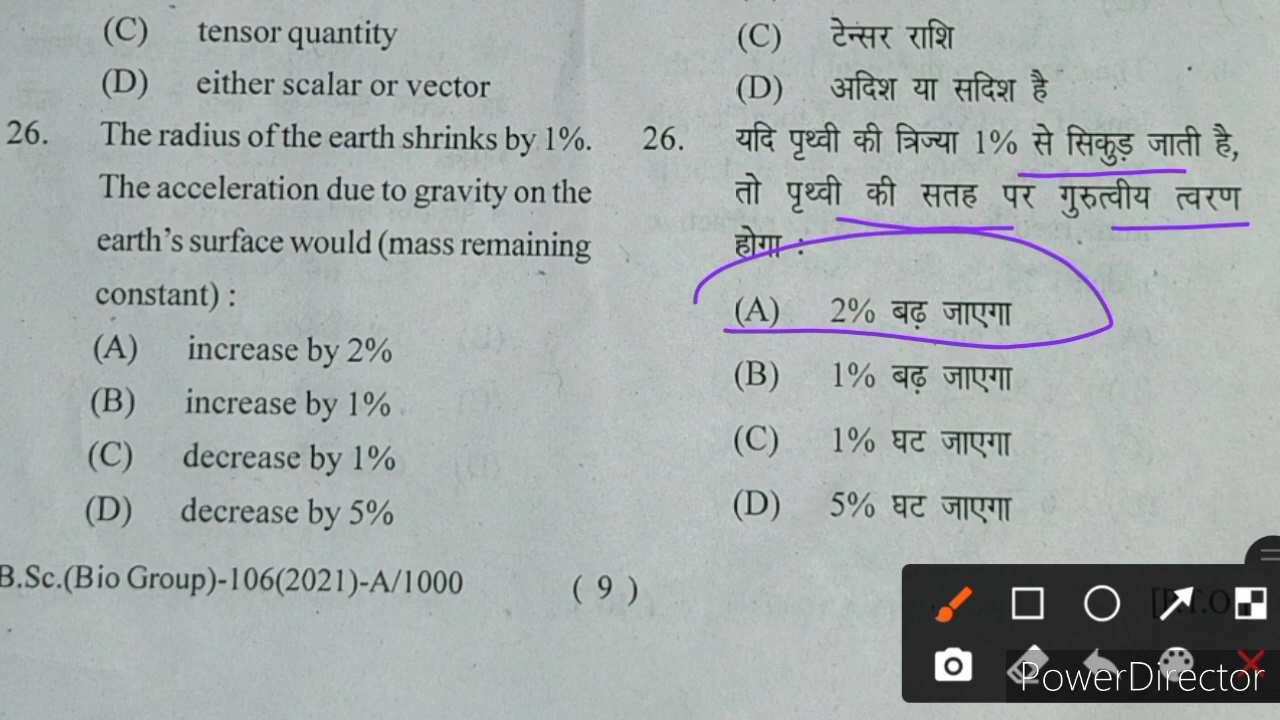 (C) tensor quantity
(D) either scalar or vector
26. The radius of the earth shrinks by 1%.
The acceleration due to gravity on the
earth's surface would (mass remaining
constant) :
(A) increase by 2%
(B) increase by 1%
(C) decrease by 1%
(D) decrease by 5%
(C) टेन्सर राशि
(D) अदिश या सदिश है
26. यदि पृथ्वी की त्रिज्या 1% से सिकुड़ जाती है,
तो पृथ्वी की सतह पर गुरुत्वीय त्वरण
होगा :
(A) 2% बढ़ जाएगा
(B) 1% बढ़ जाएगा
(C) 1% घट जाएगा
(D) 5% घट जाएगा
B.Sc.(Bio Group)-106(2021)-A/1000 ( 9 ) [P.T.O.
PowerDirector